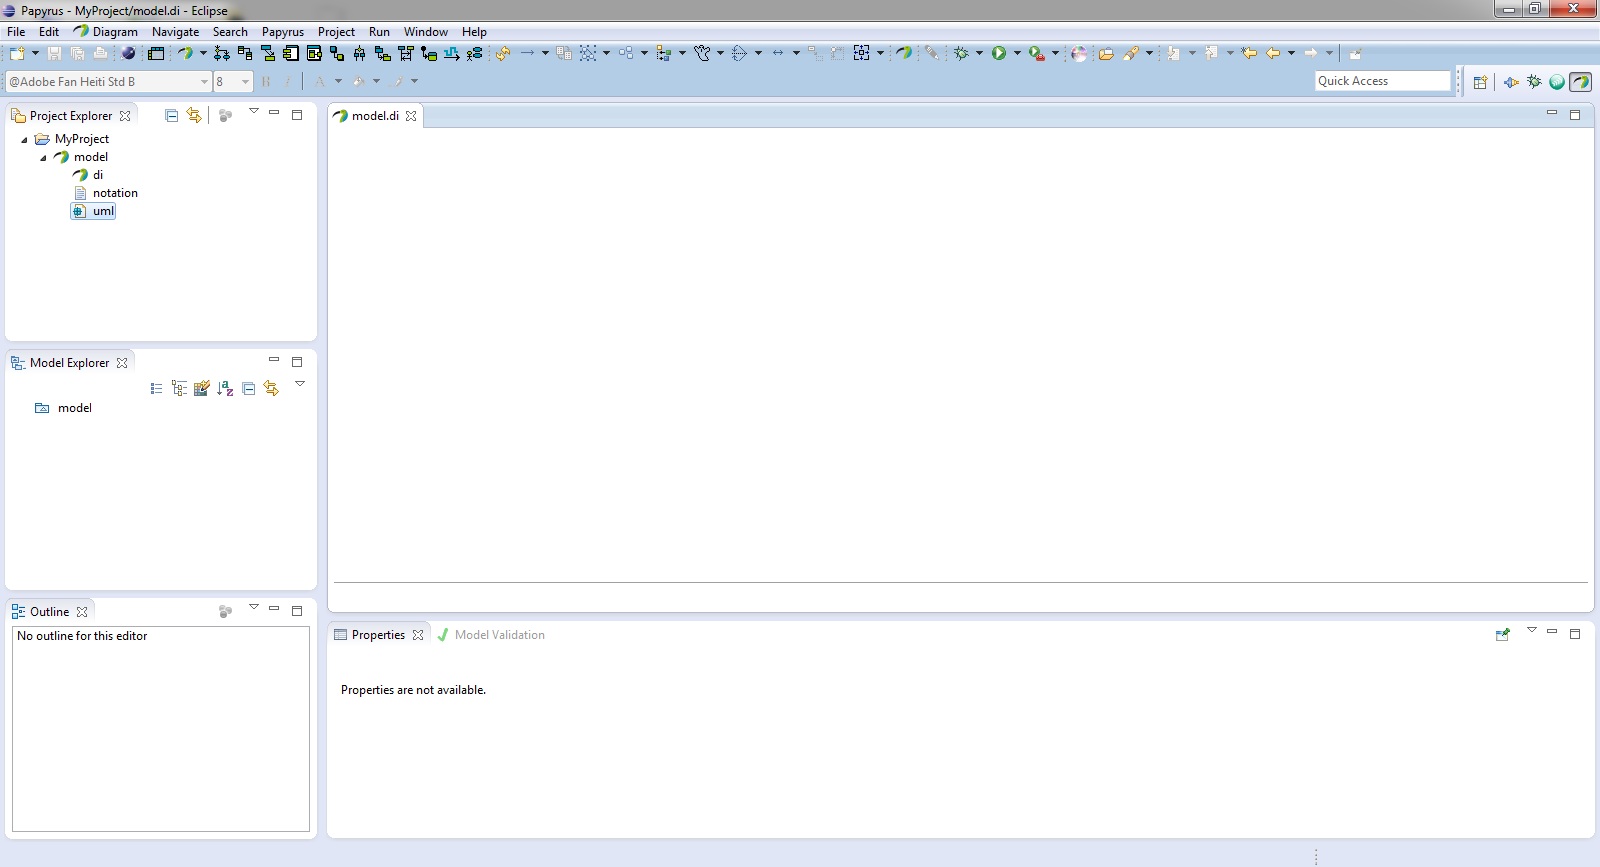 Papyrus - MyProject/model.di - Eclipse
File Edit Diagram Navigate Search Papyrus Project Run Window Help
@Adobe Fan Heiti Std B 8 B I A Quick Access
Project Explorer
MyProject
model
di
notation
uml
model.di
Model Explorer
model
Outline
No outline for this editor
Properties Model Validation
Properties are not available.